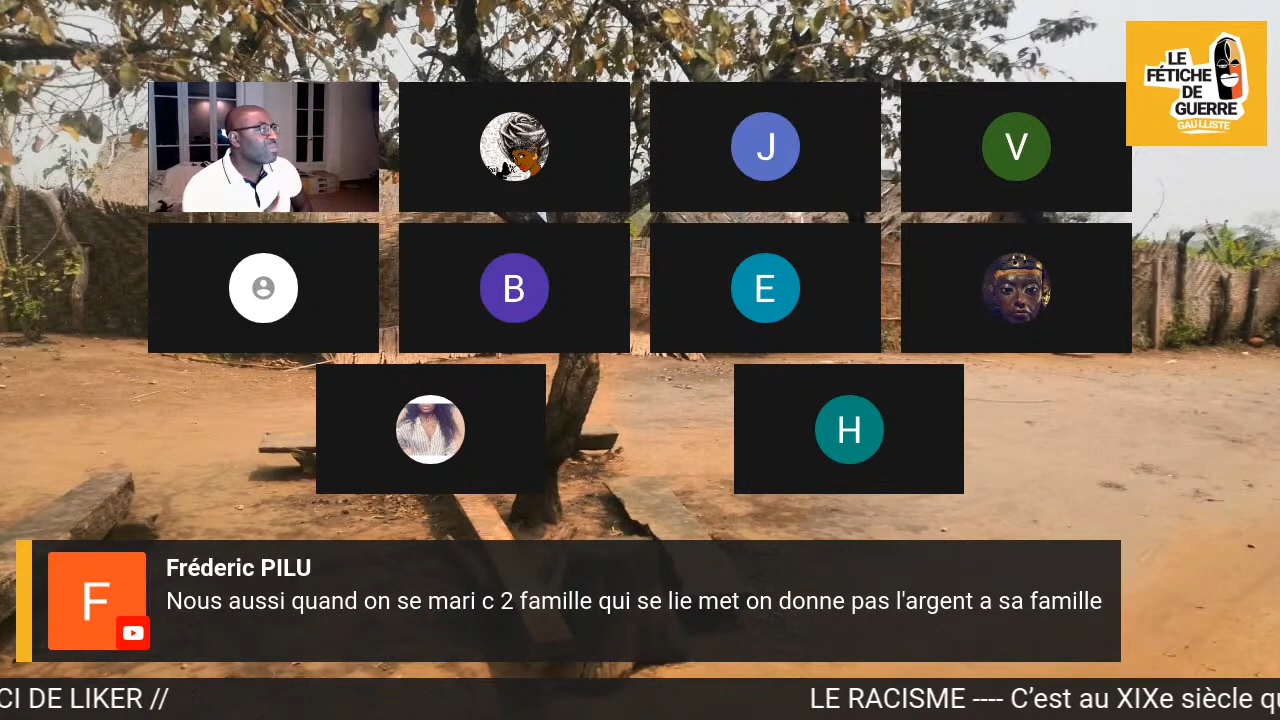 LE
FÉTICHE
DE
GUERRE
GAULLISTE
J
V
B
E
H
F
Fréderic PILU
Nous aussi quand on se mari c 2 famille qui se lie met on donne pas l'argent a sa famille
CI DE LIKER // LE RACISME ---- C'est au XIXe siècle qu